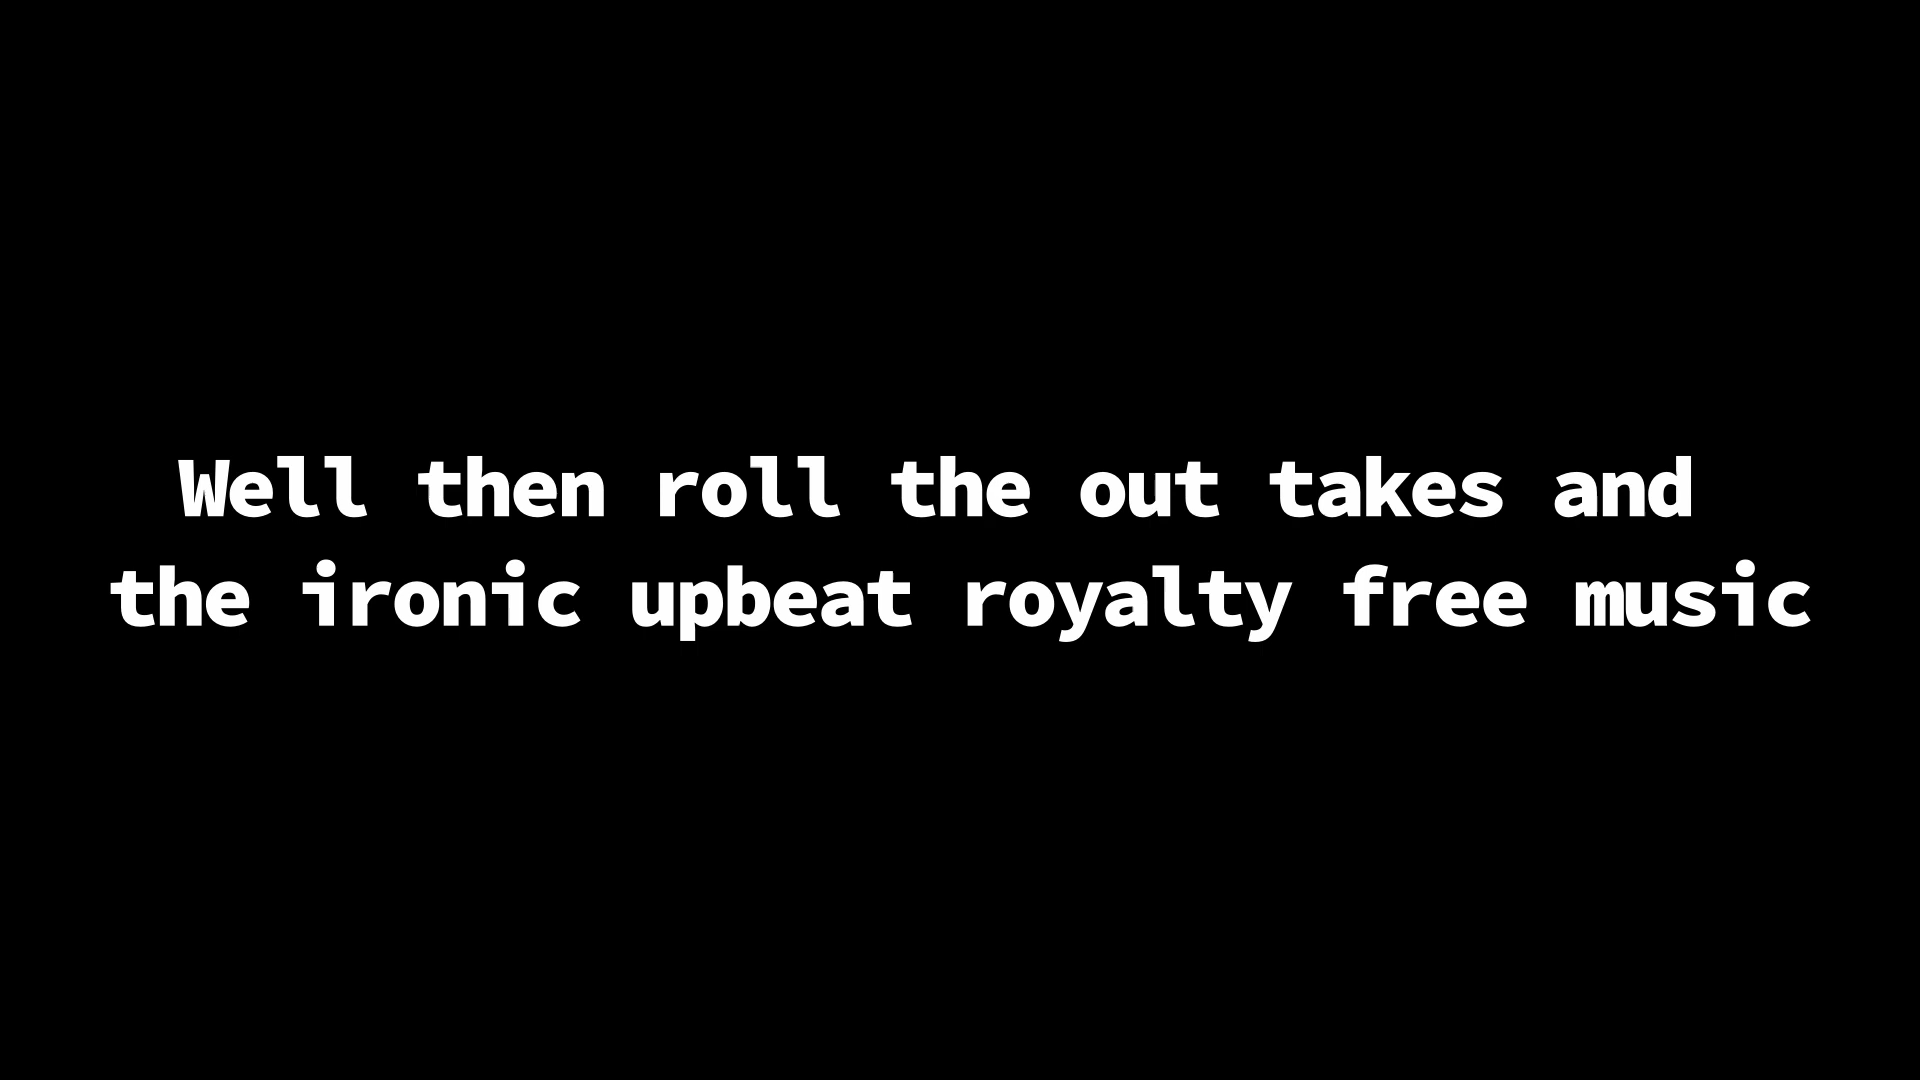 Well then roll the out takes and
the ironic upbeat royalty free music